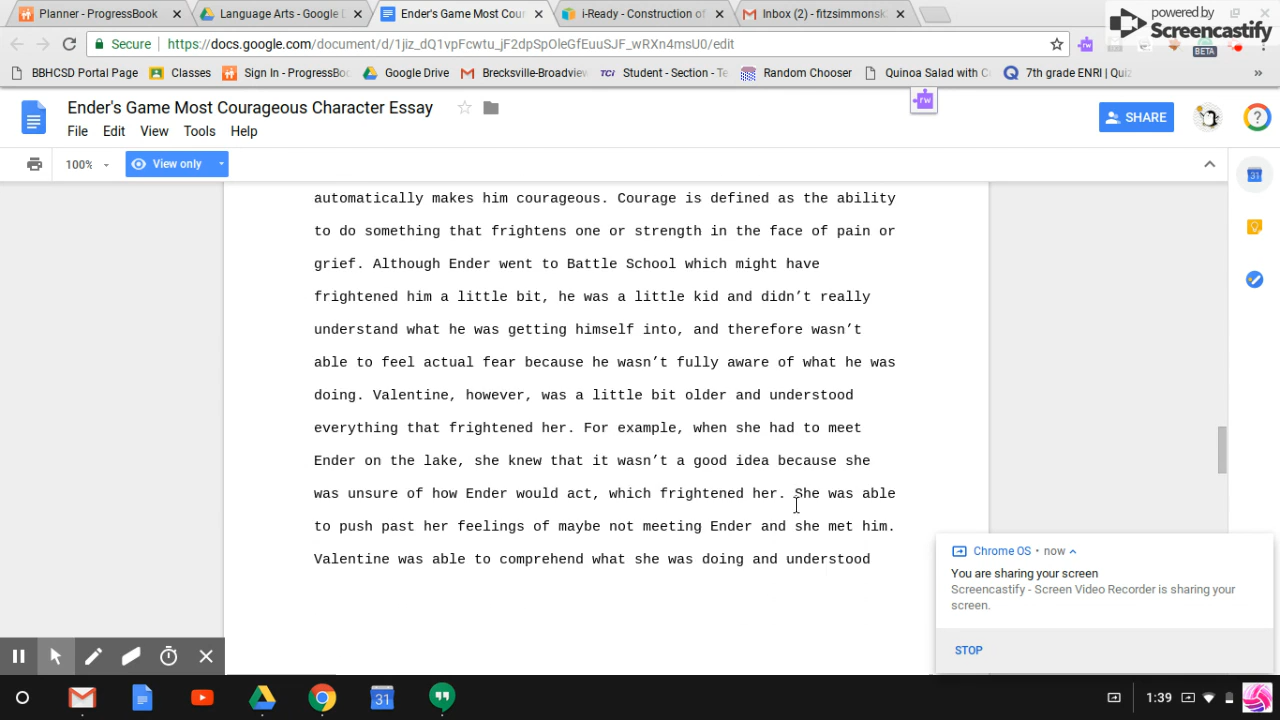 Planner - ProgressBook
Language Arts - Google D
Ender's Game Most Cour
i-Ready - Construction of
Inbox (2) - fitzsimmonsk
powered by
Screencastify
Secure
https://docs.google.com/document/d/1jiz_dQ1vpFcw1u_jF2dpSpOleGfEuuSJF_wRXn4msU0/edit
BETA
BBHCSD Portal Page
Classes
Sign In - ProgressBo
Google Drive
Brecksville-Broadview
TCi
Student - Section - Te
Random Chooser
Quinoa Salad with C
7th grade ENRI | Quiz
»
Ender's Game Most Courageous Character Essay
rw
SHARE
?
File Edit View Tools Help
100%
View only
31
automatically makes him courageous. Courage is defined as the ability
to do something that frightens one or strength in the face of pain or
grief. Although Ender went to Battle School which might have
frightened him a little bit, he was a little kid and didn’t really
understand what he was getting himself into, and therefore wasn’t
able to feel actual fear because he wasn’t fully aware of what he was
doing. Valentine, however, was a little bit older and understood
everything that frightened her. For example, when she had to meet
Ender on the lake, she knew that it wasn’t a good idea because she
was unsure of how Ender would act, which frightened her. She was able
to push past her feelings of maybe not meeting Ender and she met him.
Valentine was able to comprehend what she was doing and understood
Chrome OS • now
You are sharing your screen
Screencastify - Screen Video Recorder is sharing your
screen.
STOP
31
1:39